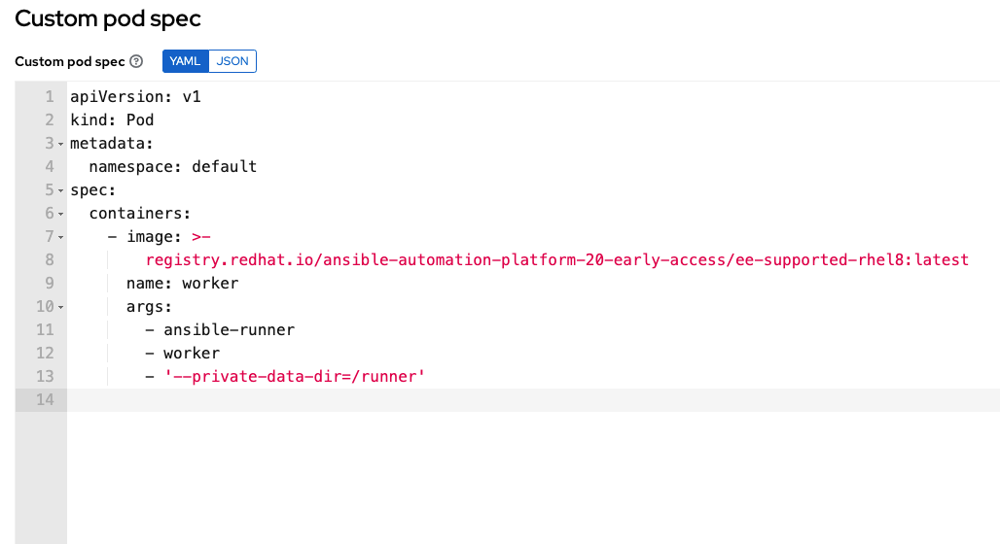 Custom pod spec
Custom pod spec ? YAML JSON
1 apiVersion: v1
2 kind: Pod
3 metadata:
4   namespace: default
5 spec:
6   containers:
7     - image: >-
8         registry.redhat.io/ansible-automation-platform-20-early-access/ee-supported-rhel8:latest
9       name: worker
10       args:
11         - ansible-runner
12         - worker
13         - '--private-data-dir=/runner'
14